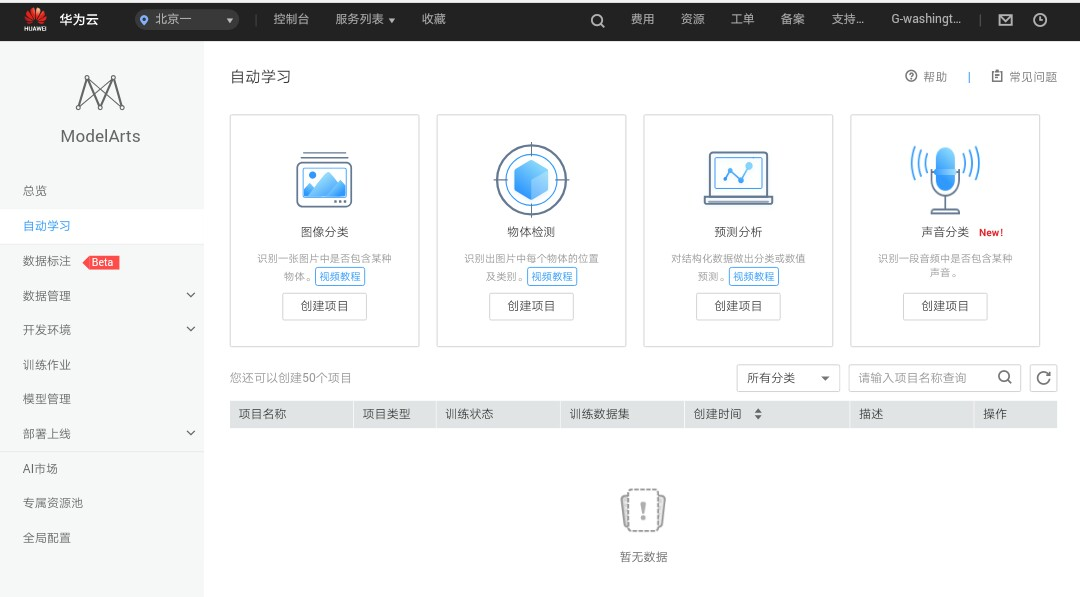 HUAWEI
华为云
北京一
控制台
服务列表
收藏
费用
资源
工单
备案
支持...
G-washingt...
ModelArts
总览
自动学习
数据标注 Beta
数据管理
开发环境
训练作业
模型管理
部署上线
AI市场
专属资源池
全局配置
自动学习
帮助
常见问题
图像分类
识别一张图片中是否包含某种
物体。 视频教程
创建项目
物体检测
识别出图片中每个物体的位置
及类别。 视频教程
创建项目
预测分析
对结构化数据做出分类或数值
预测。 视频教程
创建项目
声音分类 New!
识别一段音频中是否包含某种
声音。
创建项目
您还可以创建50个项目
所有分类
请输入项目名称查询
项目名称 项目类型 训练状态 训练数据集 创建时间 描述 操作
暂无数据